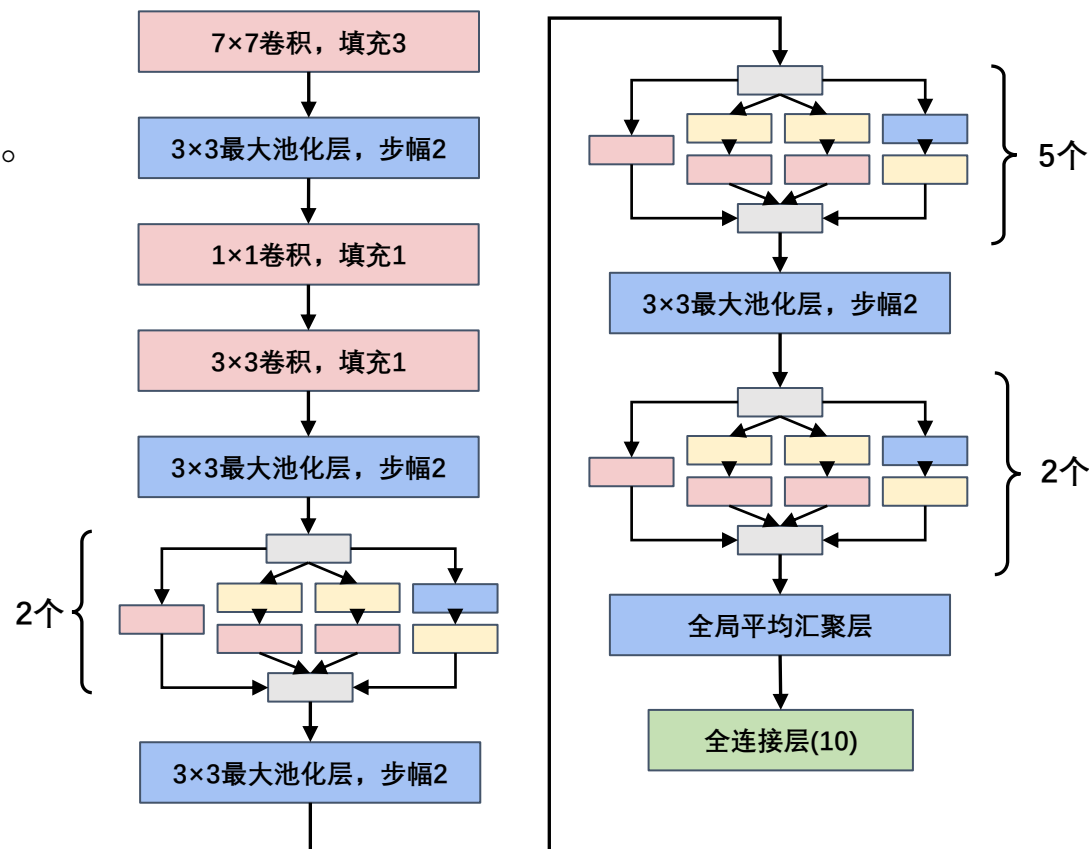 7×7卷积，填充3
。
3×3最大池化层，步幅2
1×1卷积，填充1
3×3卷积，填充1
3×3最大池化层，步幅2
2个
3×3最大池化层，步幅2
5个
3×3最大池化层，步幅2
2个
全局平均汇聚层
全连接层(10)